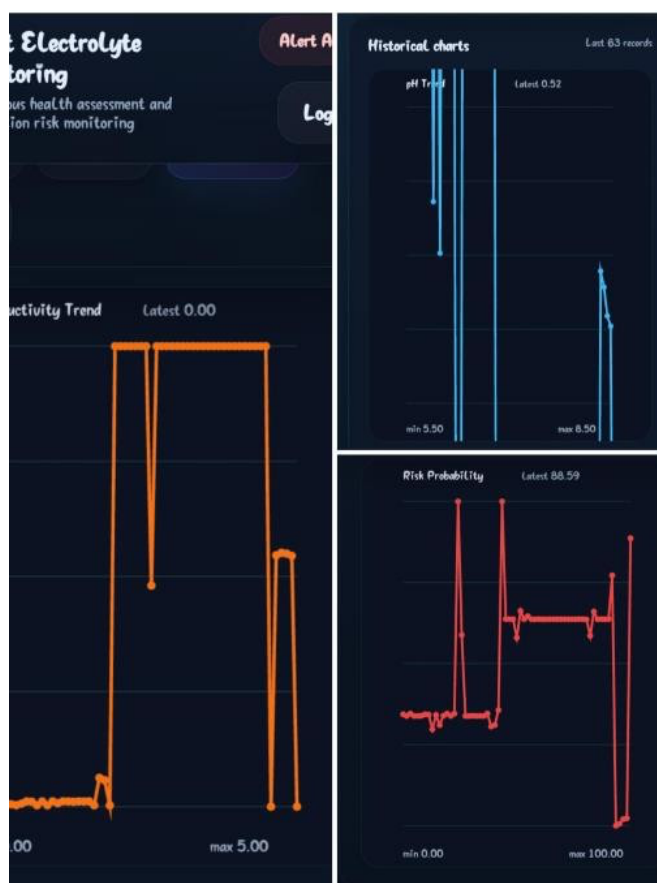 t Electrolyte
toring
ous health assessment and
ion risk monitoring
Alert A
Log
uctivity Trend
Latest 0.00
.00
max 5.00
Historical charts
Last 63 records
pH Trend
Latest 0.52
min 5.50
max 8.50
Risk Probability
Latest 88.59
min 0.00
max 100.00